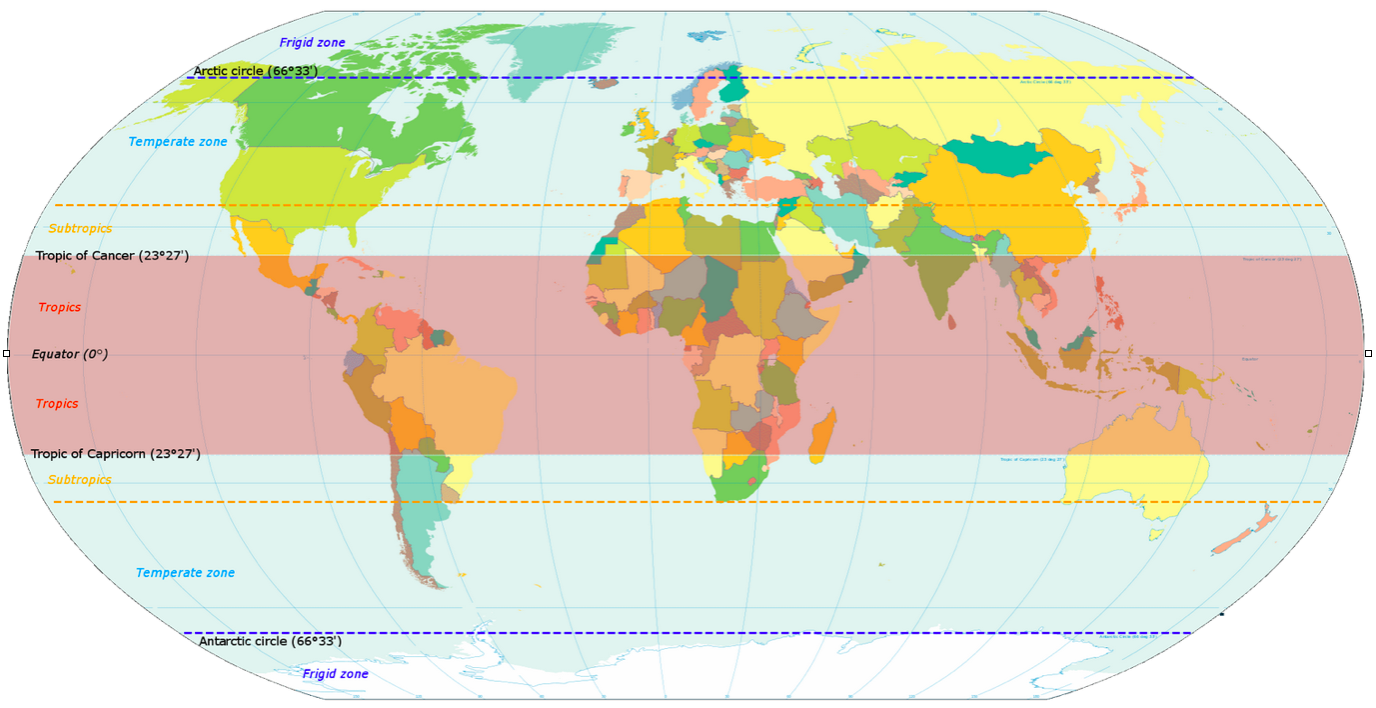 Frigid zone
Arctic circle (66°33')
Temperate zone
Subtropics
Tropic of Cancer (23°27')
Tropics
Equator (0°)
Tropics
Tropic of Capricorn (23°27')
Subtropics
Temperate zone
Antarctic circle (66°33')
Frigid zone